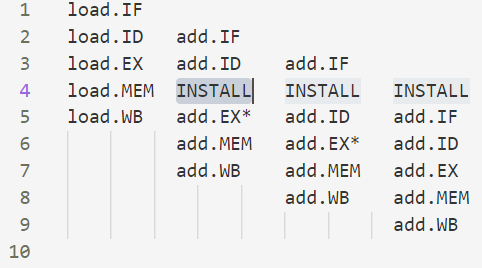 1 load.IF
2 load.ID add.IF
3 load.EX add.ID add.IF
4 load.MEM INSTALL INSTALL INSTALL
5 load.WB add.EX* add.ID add.IF
6 add.MEM add.EX* add.ID
7 add.WB add.MEM add.EX
8 add.WB add.MEM
9 add.WB
10